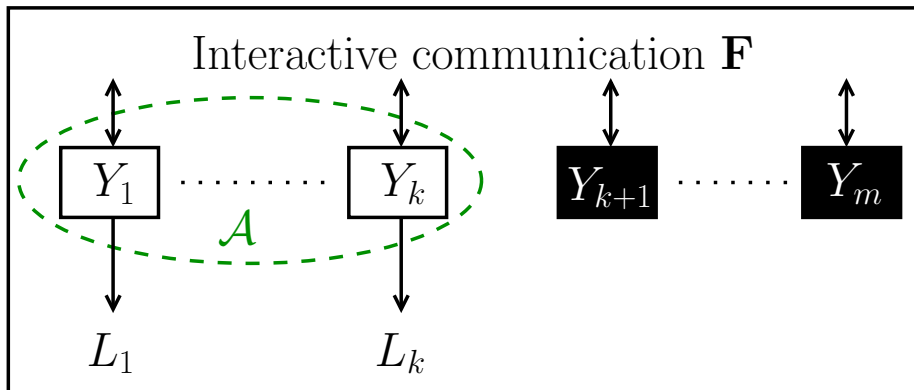 Interactive communication F
Y₁ ......... Yₖ Yₖ₊₁ ....... Yₘ
𝒜
L₁ Lₖ